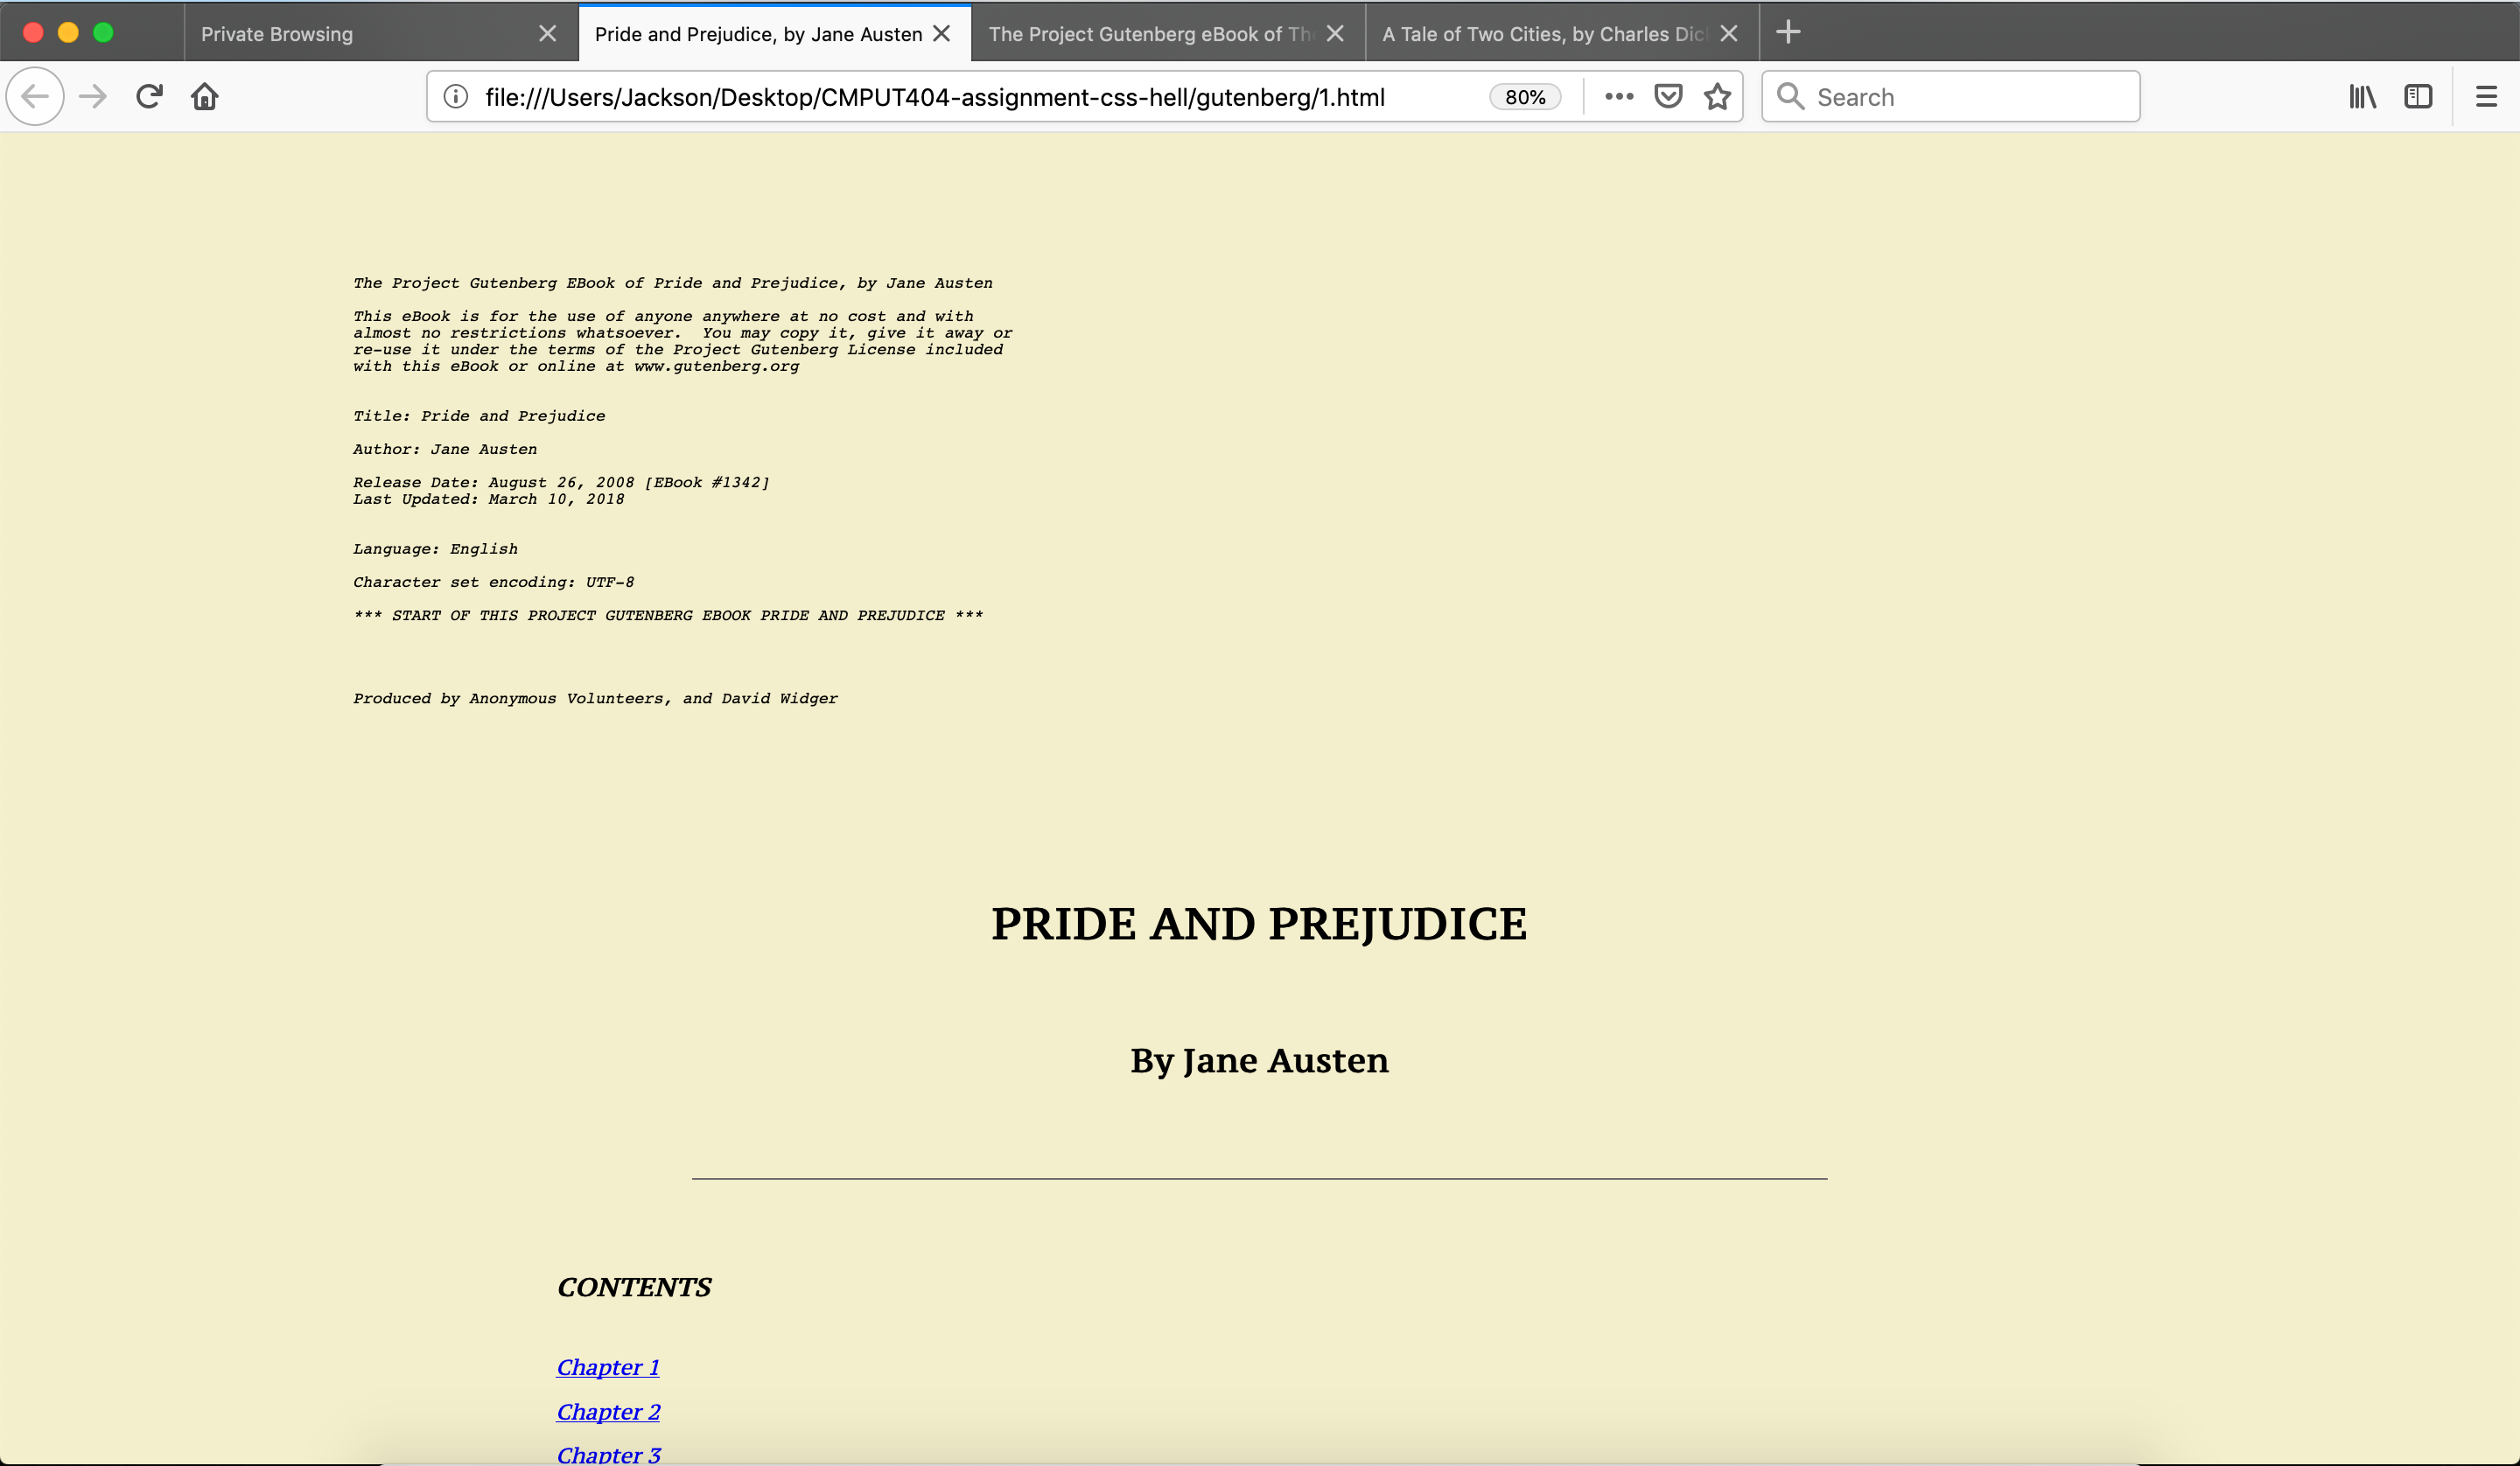 Private Browsing
Pride and Prejudice, by Jane Austen
The Project Gutenberg eBook of Th
A Tale of Two Cities, by Charles Dic
file:///Users/Jackson/Desktop/CMPUT404-assignment-css-hell/gutenberg/1.html
80%
Search
The Project Gutenberg EBook of Pride and Prejudice, by Jane Austen
This eBook is for the use of anyone anywhere at no cost and with
almost no restrictions whatsoever.  You may copy it, give it away or
re-use it under the terms of the Project Gutenberg License included
with this eBook or online at www.gutenberg.org
Title: Pride and Prejudice
Author: Jane Austen
Release Date: August 26, 2008 [EBook #1342]
Last Updated: March 10, 2018
Language: English
Character set encoding: UTF-8
*** START OF THIS PROJECT GUTENBERG EBOOK PRIDE AND PREJUDICE ***
Produced by Anonymous Volunteers, and David Widger
PRIDE AND PREJUDICE
By Jane Austen
CONTENTS
Chapter 1
Chapter 2
Chapter 3